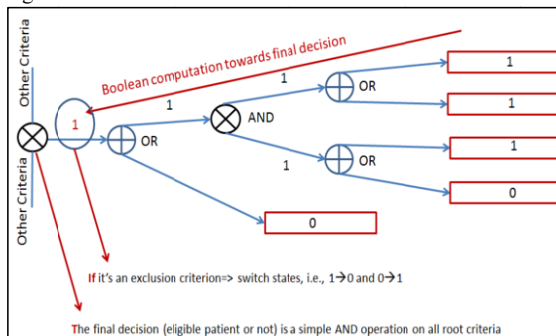 Other Criteria
Other Criteria
Boolean computation towards final decision
1
1
1
1
1
1
1
1
0
0
OR
AND
OR
OR
If it's an exclusion criterion=> switch states, i.e., 1→0 and 0→1
The final decision (eligible patient or not) is a simple AND operation on all root criteria